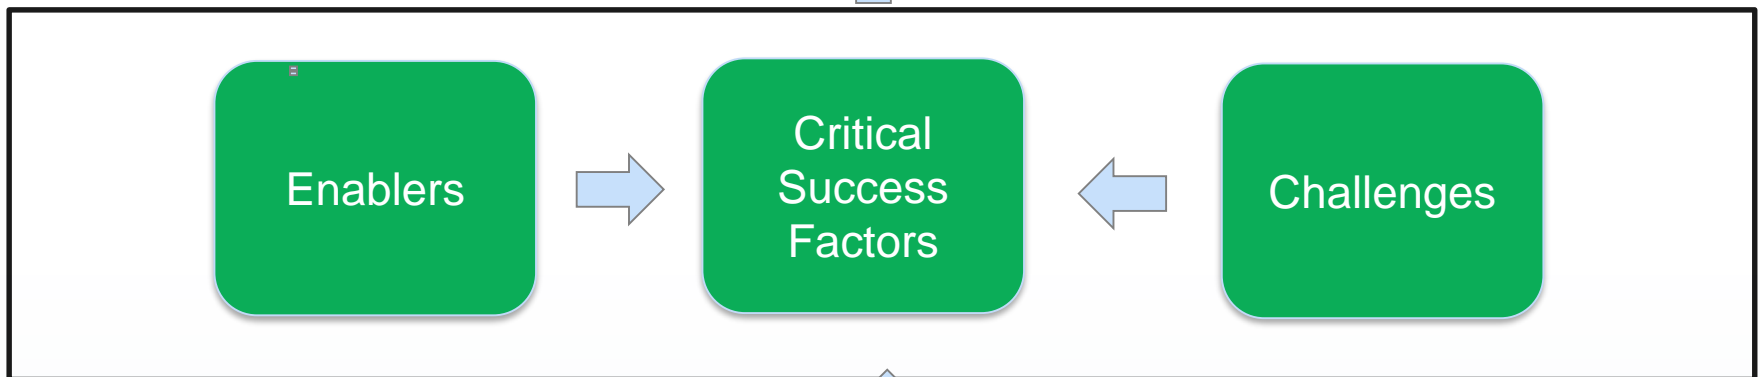 Enablers
Critical
Success
Factors
Challenges